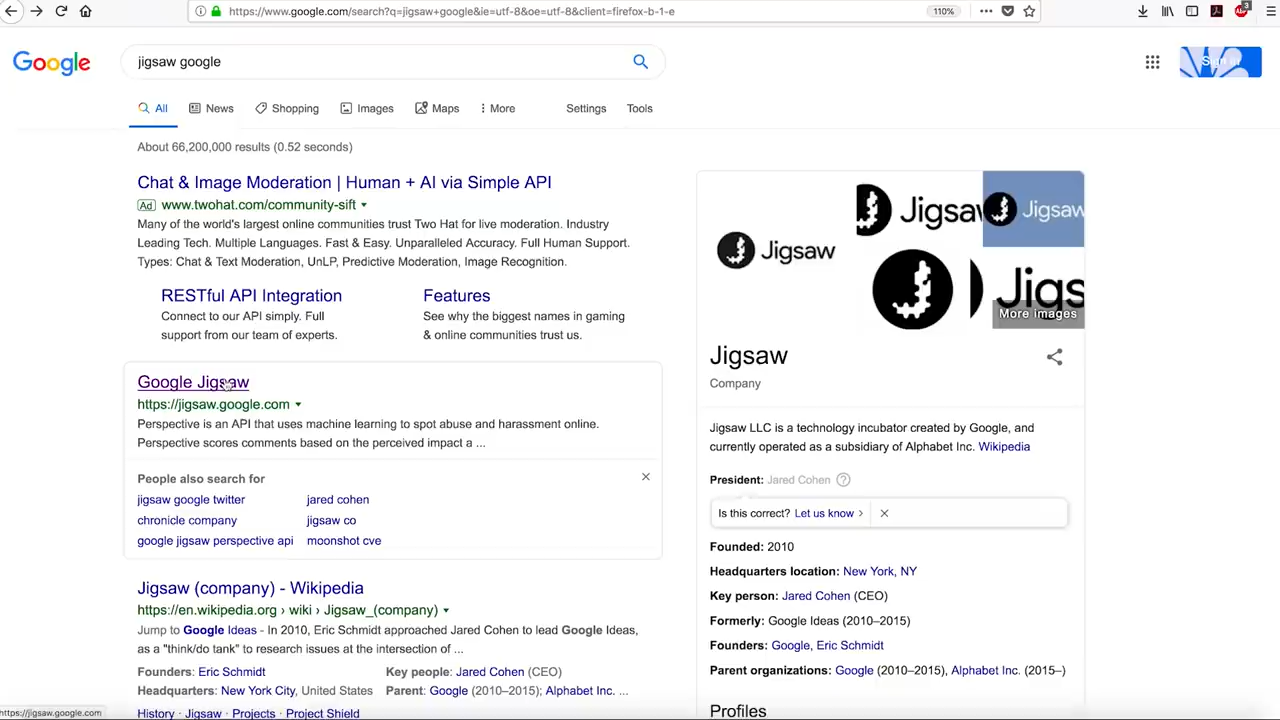 https://www.google.com/search?q=jigsaw+google&ie=utf-8&oe=utf-8&client=firefox-b-1-e
110%
3
Google
jigsaw google
Sign in
All
News
Shopping
Images
Maps
More
Settings
Tools
About 66,200,000 results (0.52 seconds)
Chat & Image Moderation | Human + AI via Simple API
Ad www.twohat.com/community-sift
Many of the world's largest online communities trust Two Hat for live moderation. Industry
Leading Tech. Multiple Languages. Fast & Easy. Unparalleled Accuracy. Full Human Support.
Types: Chat & Text Moderation, UnLP, Predictive Moderation, Image Recognition.
RESTful API Integration
Connect to our API simply. Full
support from our team of experts.
Features
See why the biggest names in gaming
& online communities trust us.
Google Jigsaw
https://jigsaw.google.com
Perspective is an API that uses machine learning to spot abuse and harassment online.
Perspective scores comments based on the perceived impact a ...
People also search for
jigsaw google twitter
jared cohen
chronicle company
jigsaw co
google jigsaw perspective api
moonshot cve
Jigsaw (company) - Wikipedia
https://en.wikipedia.org › wiki › Jigsaw_(company)
Jump to Google Ideas - In 2010, Eric Schmidt approached Jared Cohen to lead Google Ideas,
as a "think/do tank" to research issues at the intersection of ...
Founders: Eric Schmidt
Key people: Jared Cohen (CEO)
Headquarters: New York City, United States
Parent: Google (2010–2015); Alphabet Inc. ...
History · Jigsaw · Projects · Project Shield
https://jigsaw.google.com
Jigsaw
Jigsaw
Jigsaw
Jigs
More images
Jigsaw
Company
Jigsaw LLC is a technology incubator created by Google, and
currently operated as a subsidiary of Alphabet Inc. Wikipedia
President: Jared Cohen
Is this correct? Let us know ›
Founded: 2010
Headquarters location: New York, NY
Key person: Jared Cohen (CEO)
Formerly: Google Ideas (2010–2015)
Founders: Google, Eric Schmidt
Parent organizations: Google (2010–2015), Alphabet Inc. (2015–)
Profiles